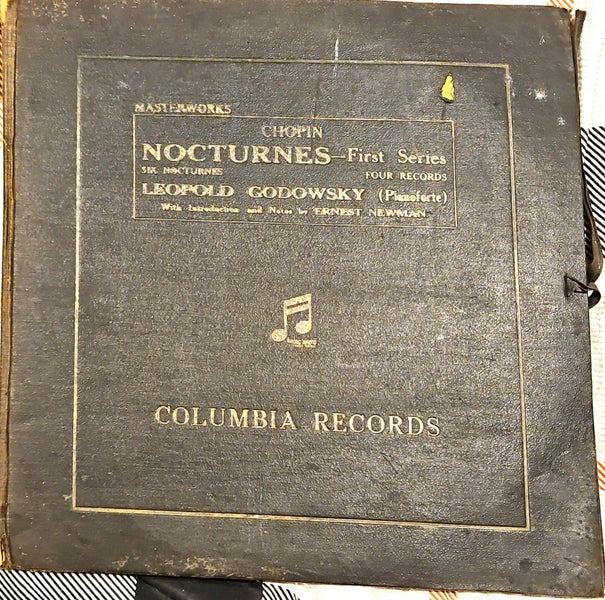 MASTERWORKS
CHOPIN
NOCTURNES—First Series
SIX NOCTURNES FOUR RECORDS
LEOPOLD GODOWSKY (Pianoforte)
With Introduction and Notes by ERNEST NEWMAN
COLUMBIA RECORDS